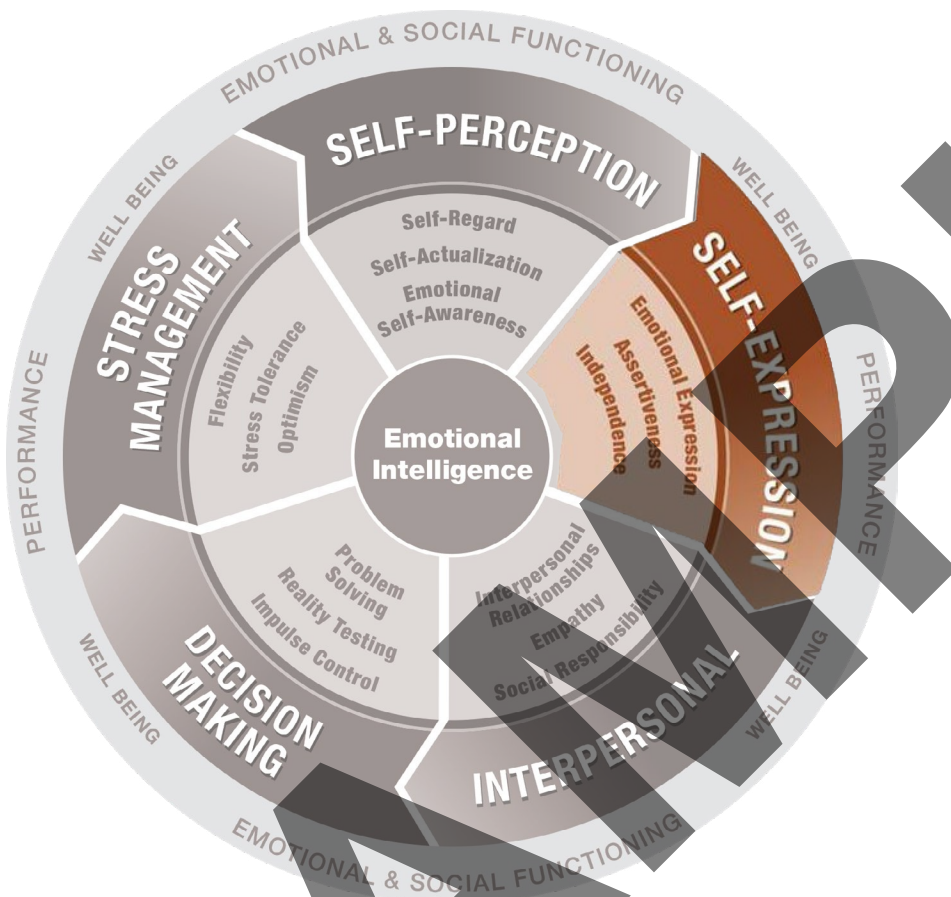 EMOTIONAL & SOCIAL FUNCTIONING
WELL BEING
WELL BEING
PERFORMANCE
PERFORMANCE
WELL BEING
WELL BEING
EMOTIONAL & SOCIAL FUNCTIONING
SELF-PERCEPTION
Self-Regard
Self-Actualization
Emotional
Self-Awareness
SELF-EXPRESSION
Emotional Expression
Assertiveness
Independence
INTERPERSONAL
Interpersonal
Relationships
Empathy
Social Responsibility
DECISION
MAKING
Problem
Solving
Reality Testing
Impulse Control
STRESS
MANAGEMENT
Flexibility
Stress Tolerance
Optimism
Emotional
Intelligence